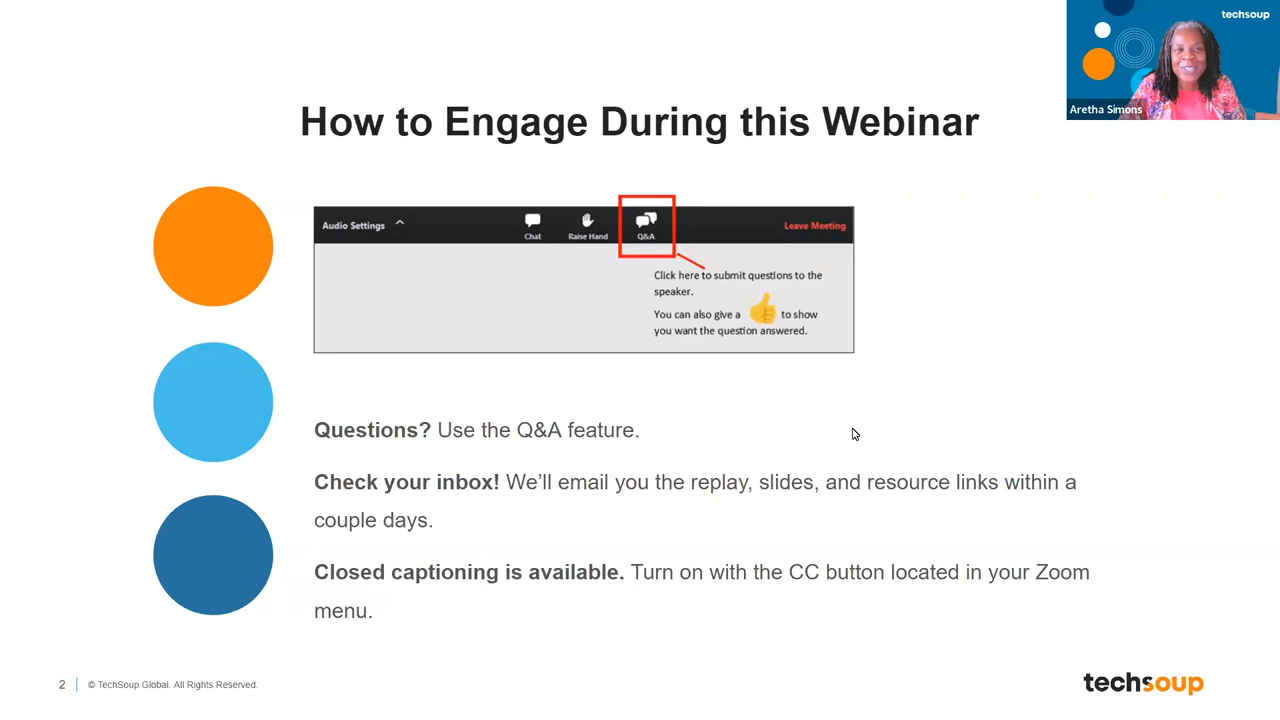 techsoup
Aretha Simons
How to Engage During this Webinar
Audio Settings
Chat
Raise Hand
Q&A
Leave Meeting
Click here to submit questions to the
speaker.
You can also give a to show
you want the question answered.
Questions? Use the Q&A feature.
Check your inbox! We’ll email you the replay, slides, and resource links within a
couple days.
Closed captioning is available. Turn on with the CC button located in your Zoom
menu.
2
© TechSoup Global. All Rights Reserved.
techsoup